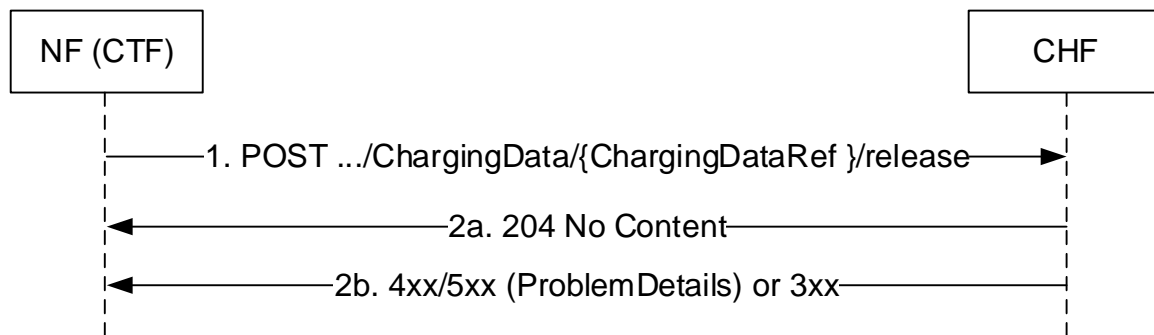 NF (CTF)
CHF
1. POST .../ChargingData/{ChargingDataRef }/release
2a. 204 No Content
2b. 4xx/5xx (ProblemDetails) or 3xx